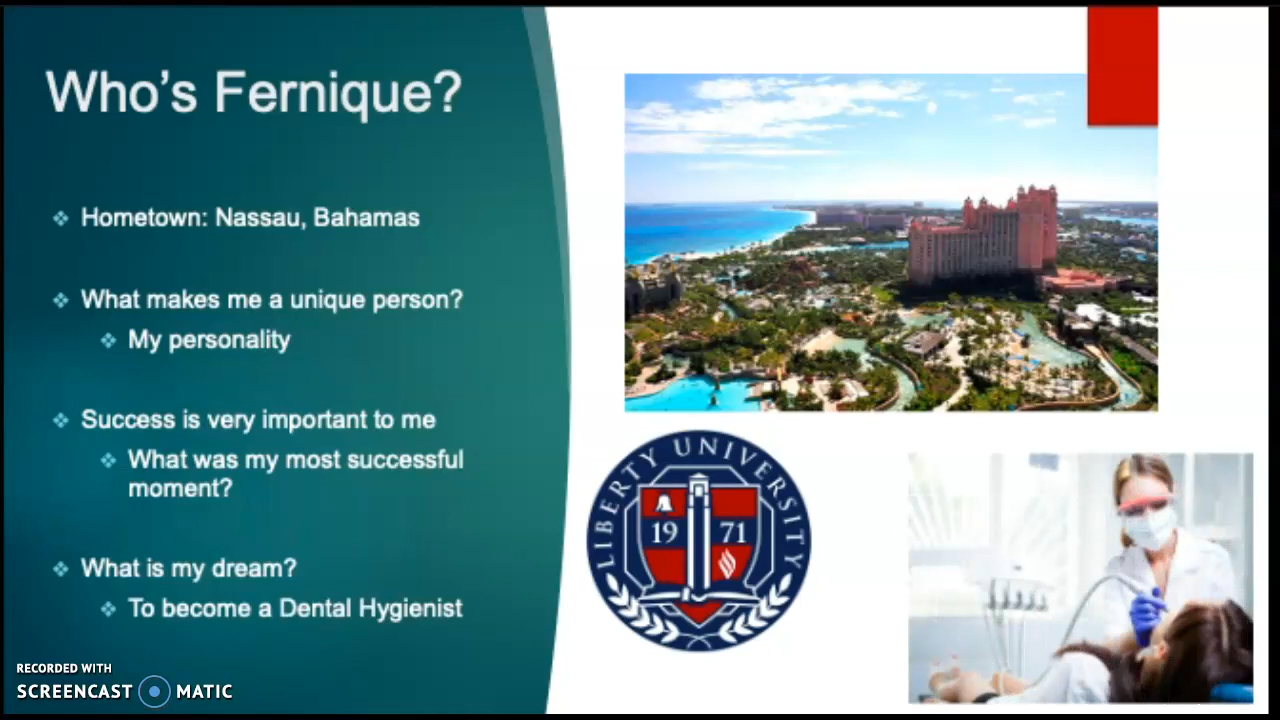 Who's Fernique?
❖ Hometown: Nassau, Bahamas
❖ What makes me a unique person?
❖ My personality
❖ Success is very important to me
❖ What was my most successful
moment?
❖ What is my dream?
❖ To become a Dental Hygienist
LIBERTY UNIVERSITY
19 71
RECORDED WITH
SCREENCAST MATIC